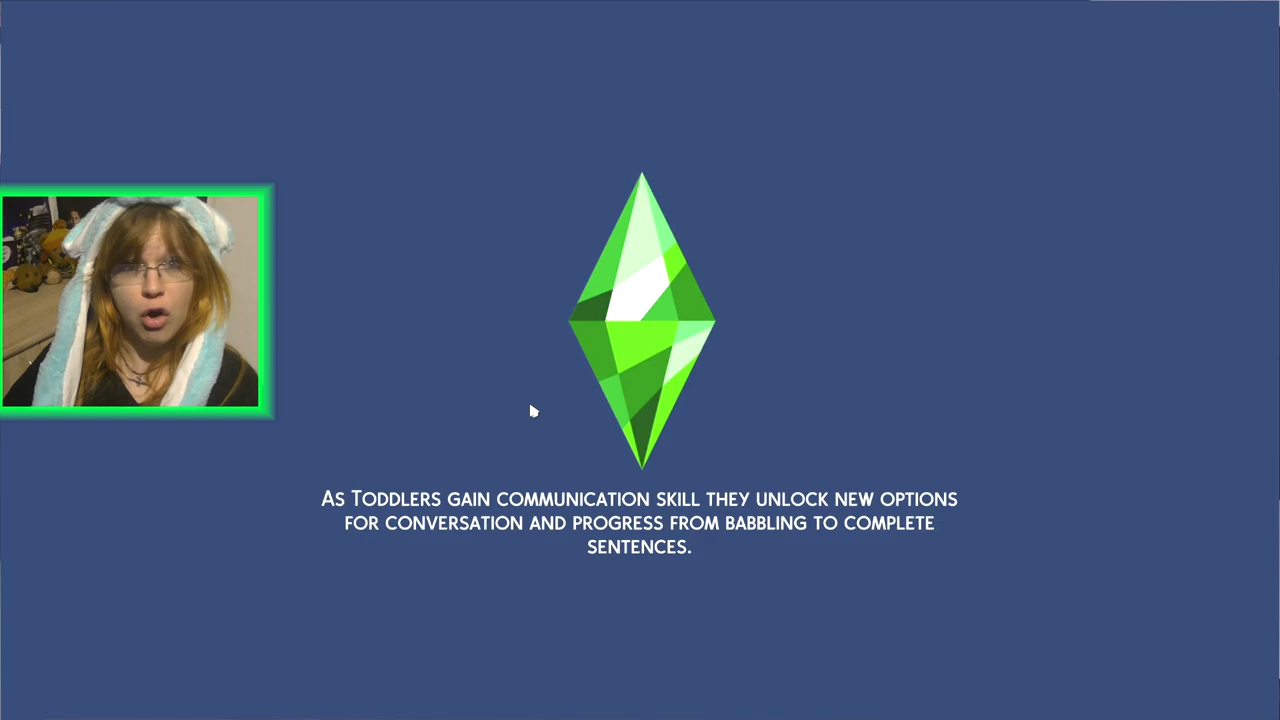 As Toddlers gain communication skill they unlock new options
for conversation and progress from babbling to complete
sentences.